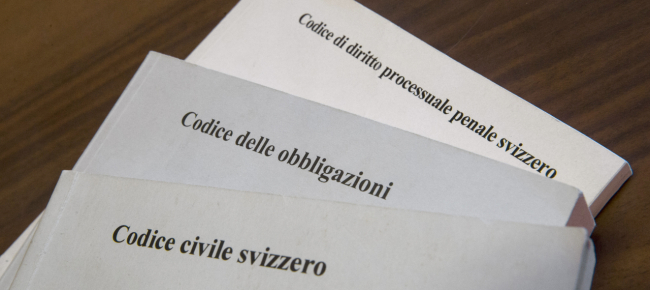 Codice di diritto processuale penale svizzero
Codice delle obbligazioni
Codice civile svizzero